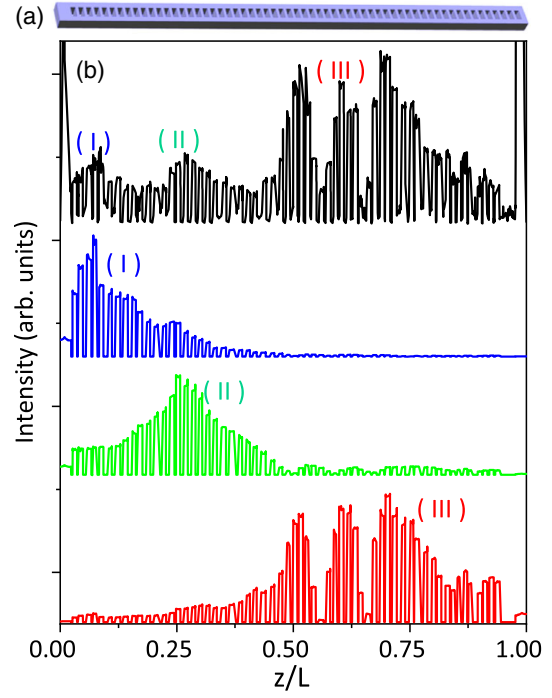 (a)
(b)
( I )
( II )
( III )
( I )
( II )
( III )
Intensity (arb. units)
0.00 0.25 0.50 0.75 1.00
z/L